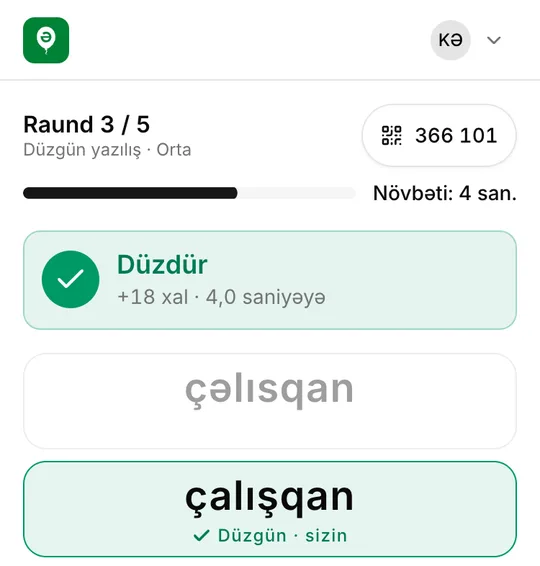 ə
KƏ
Raund 3 / 5
366 101
Düzgün yazılış · Orta
Növbəti: 4 san.
Düzdür
+18 xal · 4,0 saniyəyə
çəlısqan
çalışqan
Düzgün · sizin